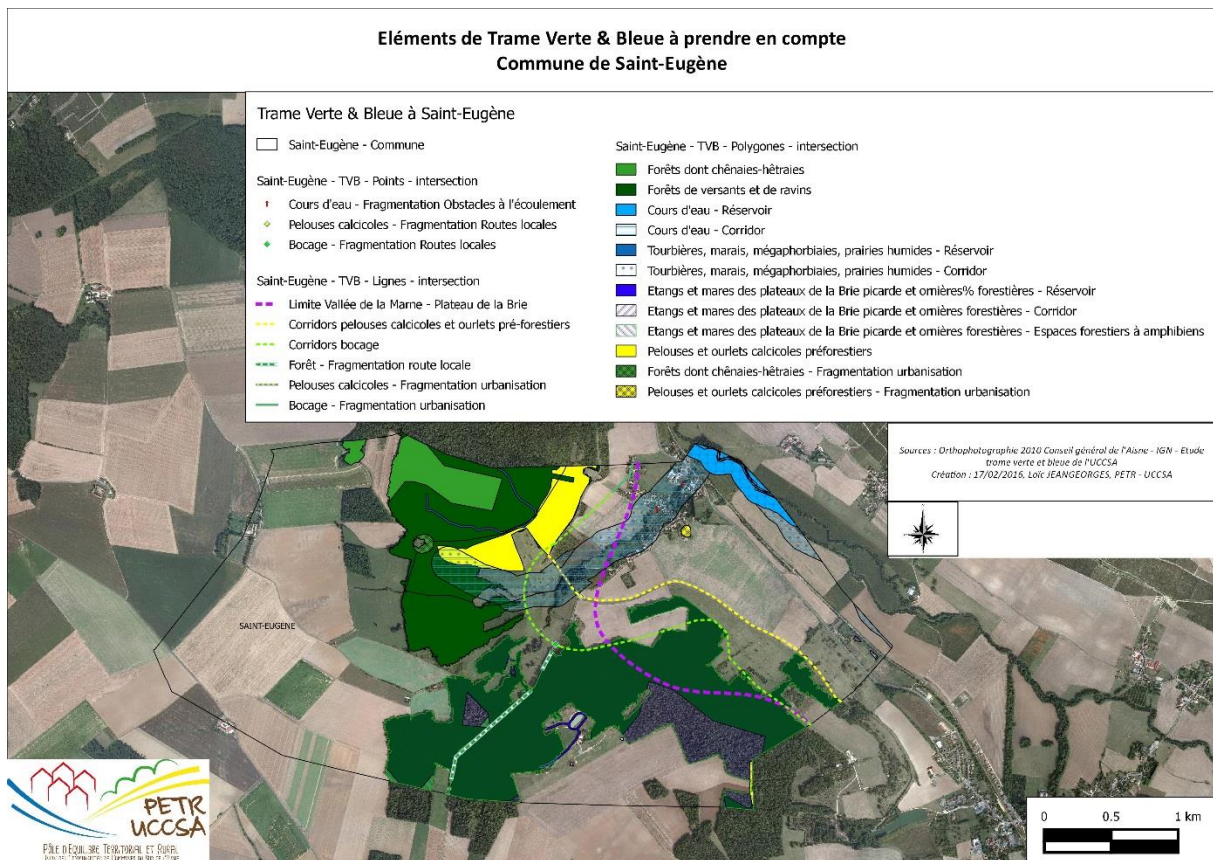 Eléments de Trame Verte & Bleue à prendre en compte
Commune de Saint-Eugène
Trame Verte & Bleue à Saint-Eugène
Saint-Eugène - Commune
Saint-Eugène - TVB - Points - intersection
Cours d'eau - Fragmentation Obstacles à l'écoulement
Pelouses calcicoles - Fragmentation Routes locales
Bocage - Fragmentation Routes locales
Saint-Eugène - TVB - Lignes - intersection
Limite Vallée de la Marne - Plateau de la Brie
Corridors pelouses calcicoles et ourlets pré-forestiers
Corridors bocage
Forêt - Fragmentation route locale
Pelouses calcicoles - Fragmentation urbanisation
Bocage - Fragmentation urbanisation
Saint-Eugène - TVB - Polygones - intersection
Forêts dont chênaies-hêtraies
Forêts de versants et de ravins
Cours d'eau - Réservoir
Cours d'eau - Corridor
Tourbières, marais, mégaphorbiaies, prairies humides - Réservoir
Tourbières, marais, mégaphorbiaies, prairies humides - Corridor
Etangs et mares des plateaux de la Brie picarde et ornières% forestières - Réservoir
Etangs et mares des plateaux de la Brie picarde et ornières forestières - Corridor
Etangs et mares des plateaux de la Brie picarde et ornières forestières - Espaces forestiers à amphibiens
Pelouses et ourlets calcicoles préforestiers
Forêts dont chênaies-hêtraies - Fragmentation urbanisation
Pelouses et ourlets calcicoles préforestiers - Fragmentation urbanisation
Sources : Orthophotographie 2010 Conseil général de l'Aisne - IGN - Etude
trame verte et bleue de l'UCCSA
Création : 17/02/2016, Loïc JEANGEORGES, PETR - UCCSA
SAINT-EUGENE
PETR
UCCSA
PÔLE D'EQUILIBRE TERRITORIAL ET RURAL
0 0.5 1 km